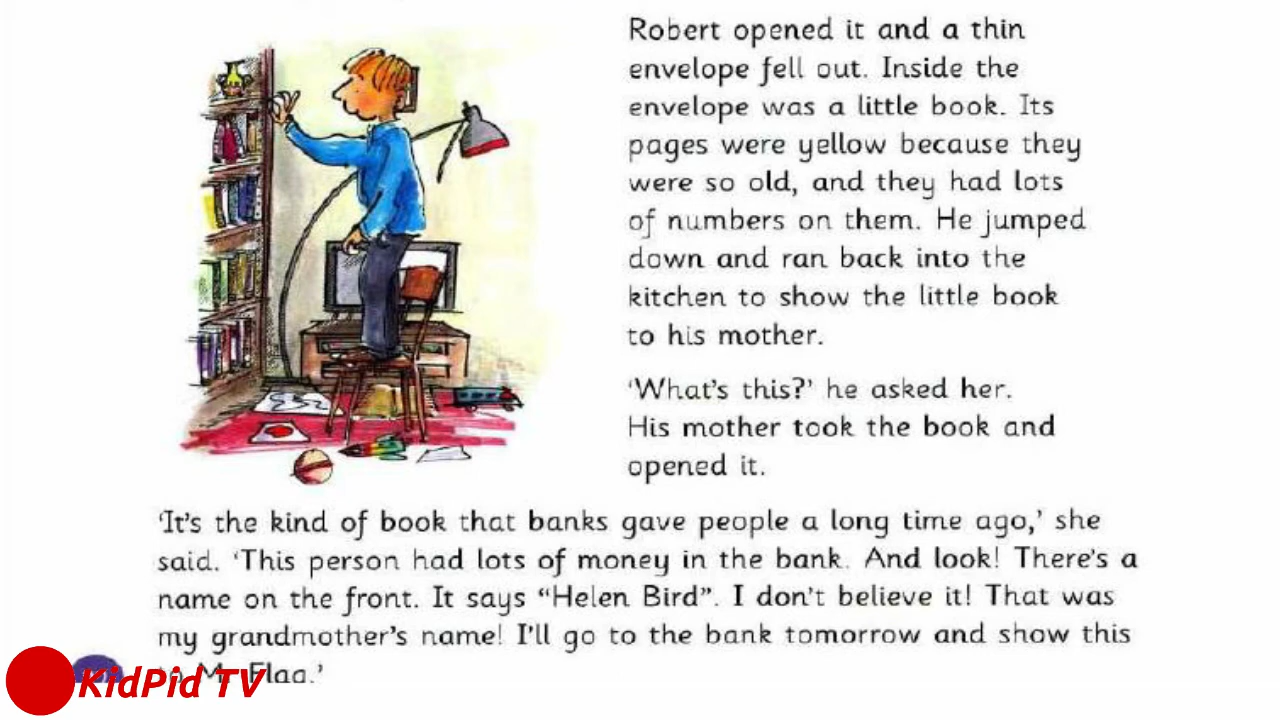 Robert opened it and a thin
envelope fell out. Inside the
envelope was a little book. Its
pages were yellow because they
were so old, and they had lots
of numbers on them. He jumped
down and ran back into the
kitchen to show the little book
to his mother.
‘What’s this?’ he asked her.
His mother took the book and
opened it.
‘It’s the kind of book that banks gave people a long time ago,’ she
said. ‘This person had lots of money in the bank. And look! There’s a
name on the front. It says “Helen Bird”. I don’t believe it! That was
my grandmother’s name! I’ll go to the bank tomorrow and show this
Flag.’
KidPid TV